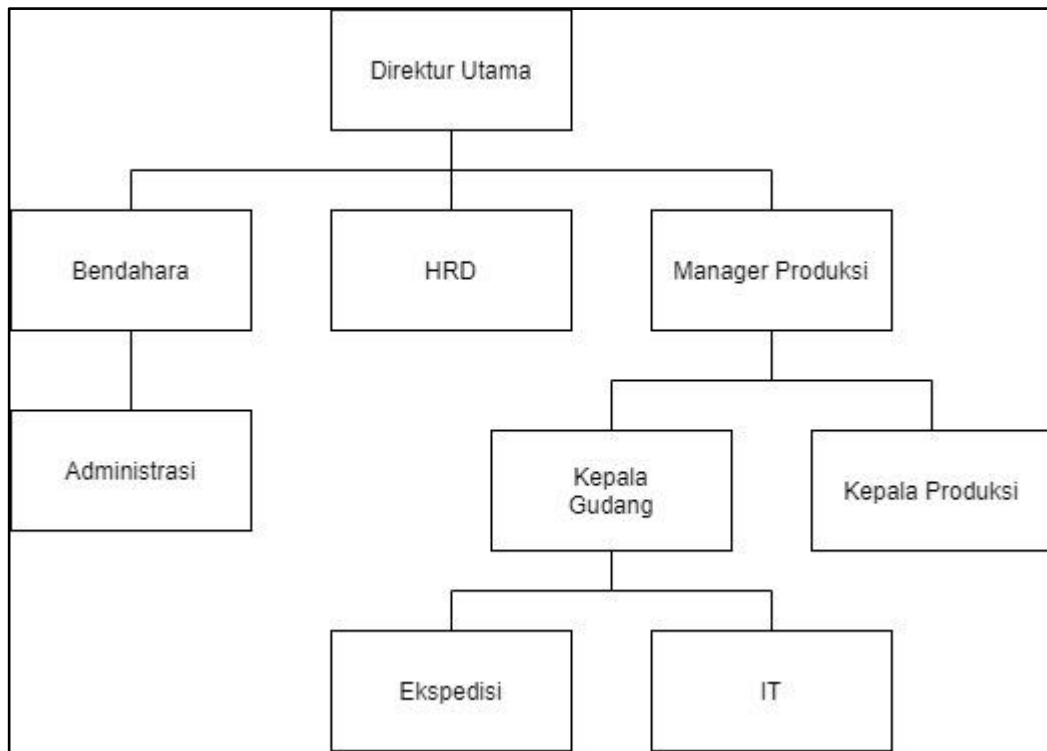 Direktur Utama
Bendahara
HRD
Manager Produksi
Administrasi
Kepala
Gudang
Kepala Produksi
Ekspedisi
IT